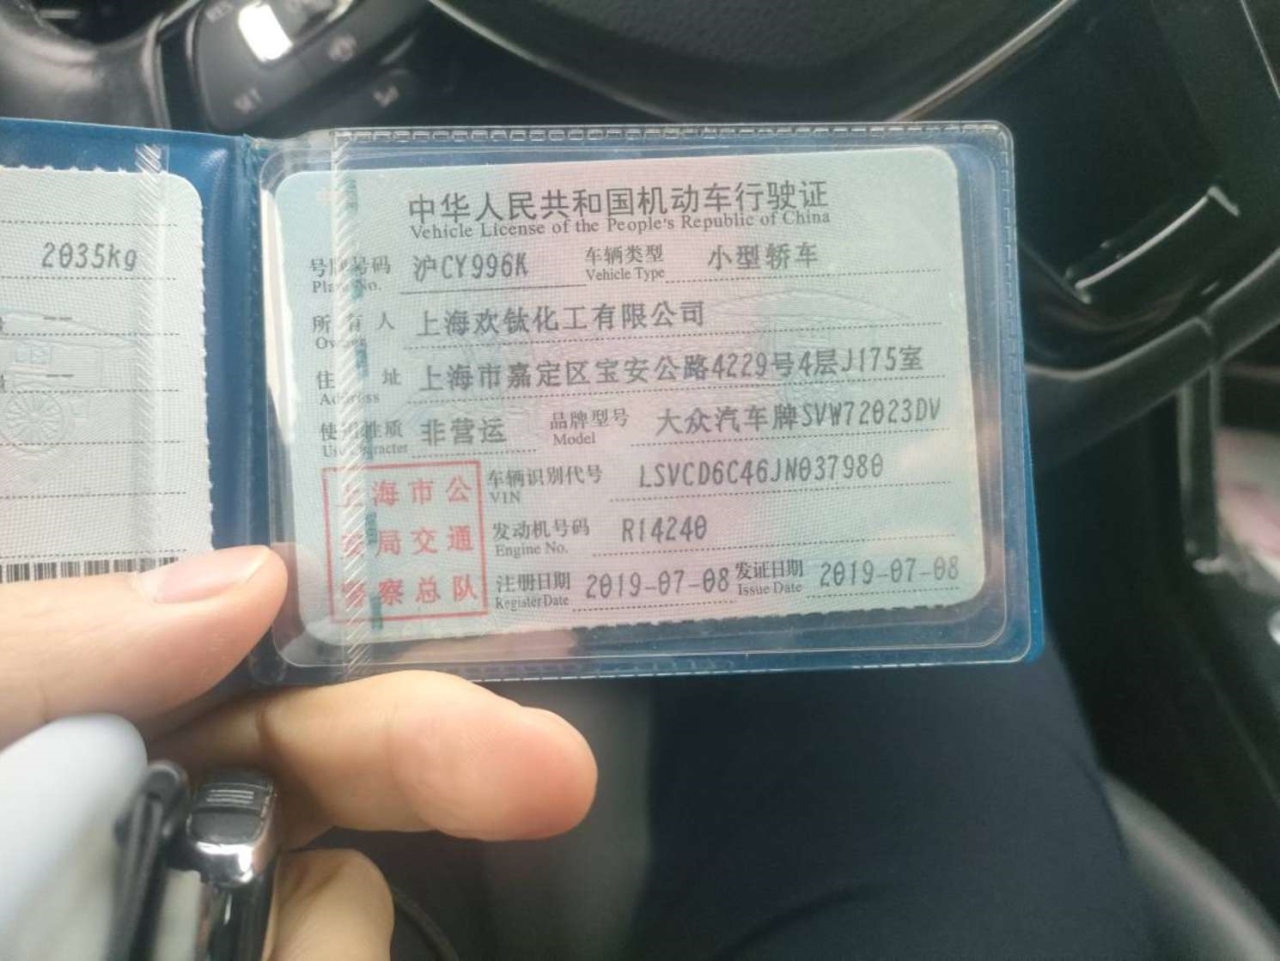 2035kg
--
--
中华人民共和国机动车行驶证
Vehicle License of the People's Republic of China
号牌号码 沪CY996K 车辆类型 小型轿车
Plate No. Vehicle Type
所有人 上海欢钛化工有限公司
Owner
住址 上海市嘉定区宝安公路4229号4层J175室
Address
使用性质 非营运 品牌型号 大众汽车牌SVW72023DV
Use Character Model
车辆识别代号 LSVCD6C46JN037980
VIN
发动机号码 R14240
Engine No.
注册日期 2019-07-08 发证日期 2019-07-08
Register Date Issue Date
上海市公
安局交通
警察总队